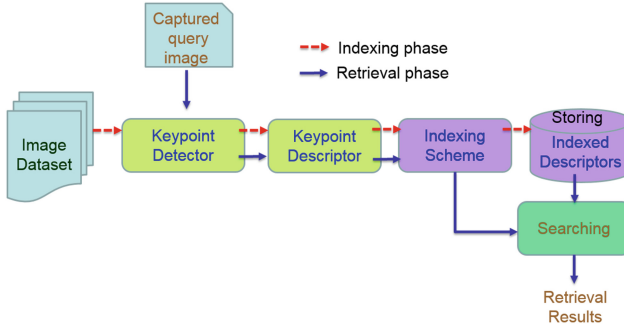 Captured
query
image
Indexing phase
Retrieval phase
Image
Dataset
Keypoint
Detector
Keypoint
Descriptor
Indexing
Scheme
Storing
Indexed
Descriptors
Searching
Retrieval
Results